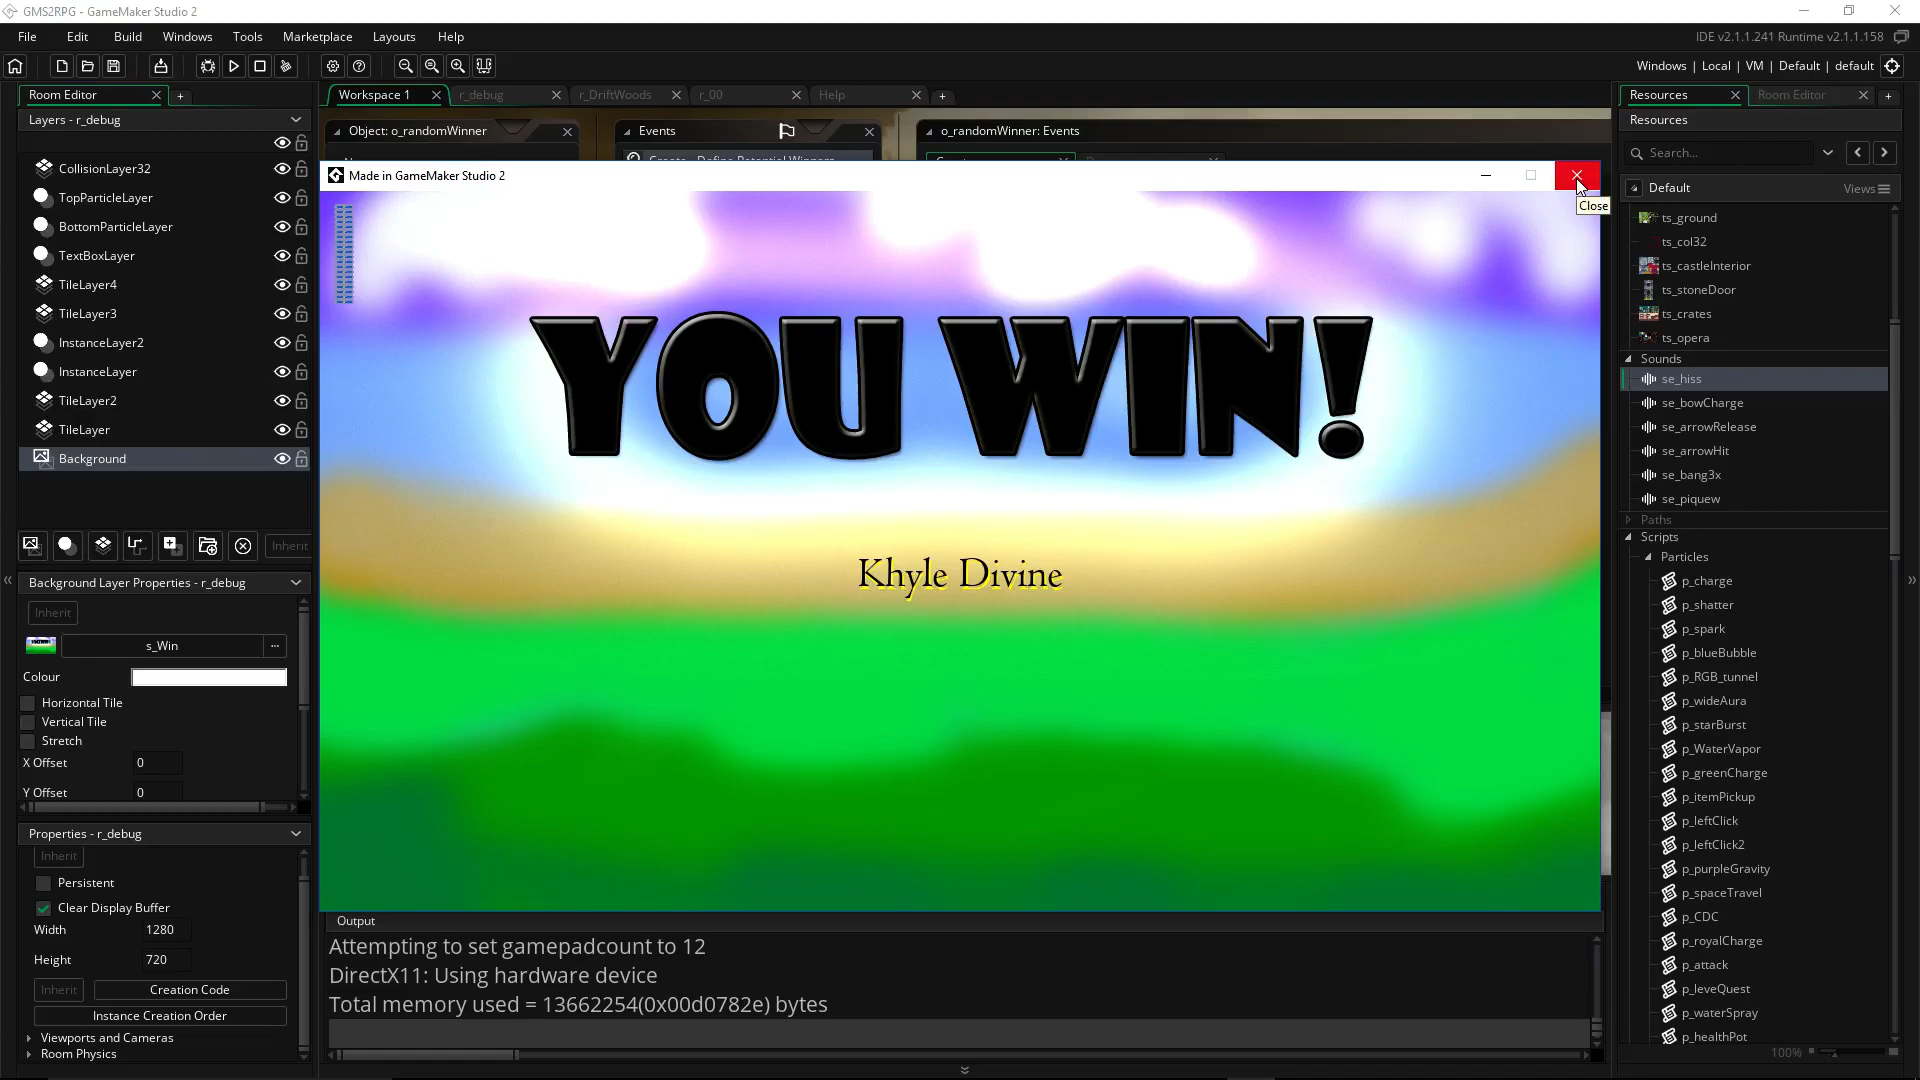 GMS2RPG - GameMaker Studio 2
File Edit Build Windows Tools Marketplace Layouts Help
IDE v2.1.1.241 Runtime v2.1.1.158
Windows | Local | VM | Default | default
Room Editor
Layers - r_debug
CollisionLayer32
TopParticleLayer
BottomParticleLayer
TextBoxLayer
TileLayer4
TileLayer3
InstanceLayer2
InstanceLayer
TileLayer2
TileLayer
Background
Inherit
Background Layer Properties - r_debug
Inherit
s_Win
...
Colour
Horizontal Tile
Vertical Tile
Stretch
X Offset 0
Y Offset 0
Properties - r_debug
Inherit
Persistent
Clear Display Buffer
Width 1280
Height 720
Inherit Creation Code
Instance Creation Order
Viewports and Cameras
Room Physics
Workspace 1 r_debug r_DriftWoods r_00 Help
Object: o_randomWinner
Events
o_randomWinner: Events
Made in GameMaker Studio 2
Close
YOU WIN!
Khyle Divine
Output
Attempting to set gamepadcount to 12
DirectX11: Using hardware device
Total memory used = 13662254(0x00d0782e) bytes
Resources Room Editor
Resources
Search...
Default Views
ts_ground
ts_col32
ts_castleInterior
ts_stoneDoor
ts_crates
ts_opera
Sounds
se_hiss
se_bowCharge
se_arrowRelease
se_arrowHit
se_bang3x
se_piquew
Paths
Scripts
Particles
p_charge
p_shatter
p_spark
p_blueBubble
p_RGB_tunnel
p_wideAura
p_starBurst
p_WaterVapor
p_greenCharge
p_itemPickup
p_leftClick
p_leftClick2
p_purpleGravity
p_spaceTravel
p_CDC
p_royalCharge
p_attack
p_leveQuest
p_waterSpray
p_healthPot
100%